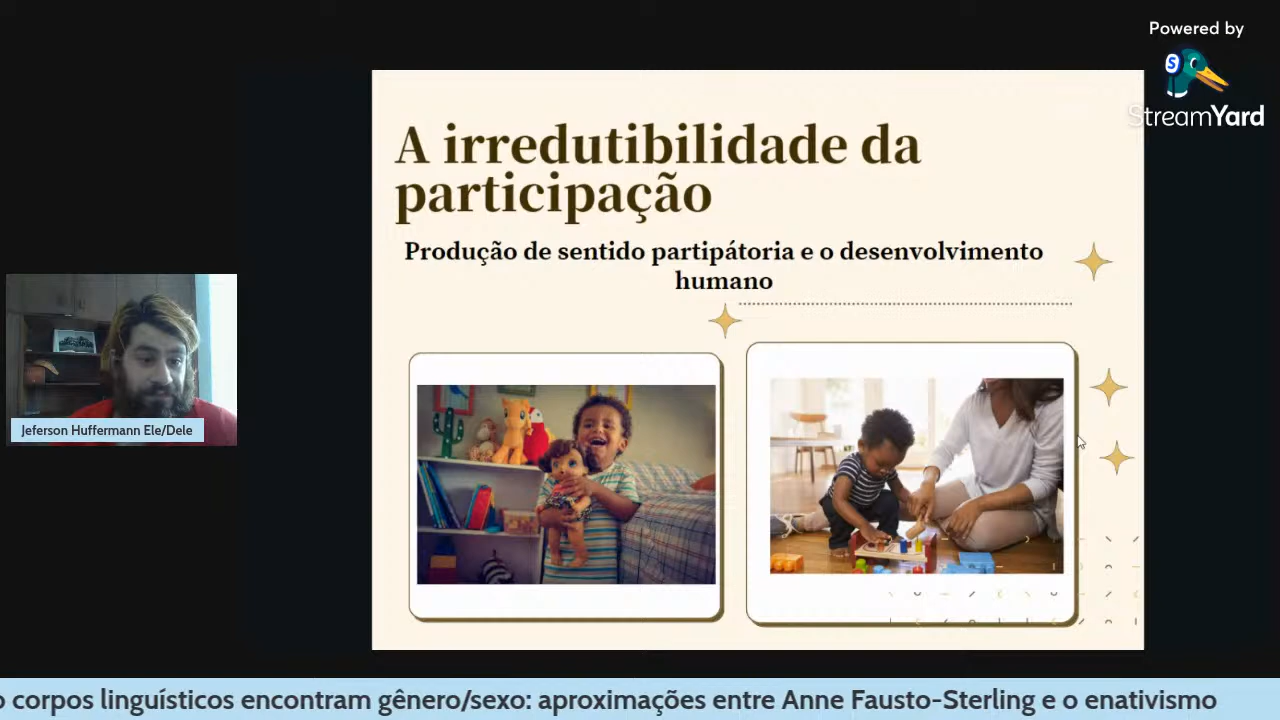 Powered by
StreamYard
A irredutibilidade da
participação
Produção de sentido partipátoria e o desenvolvimento
humano
Jeferson Huffermann Ele/Dele
o corpos linguísticos encontram gênero/sexo: aproximações entre Anne Fausto-Sterling e o enativismo